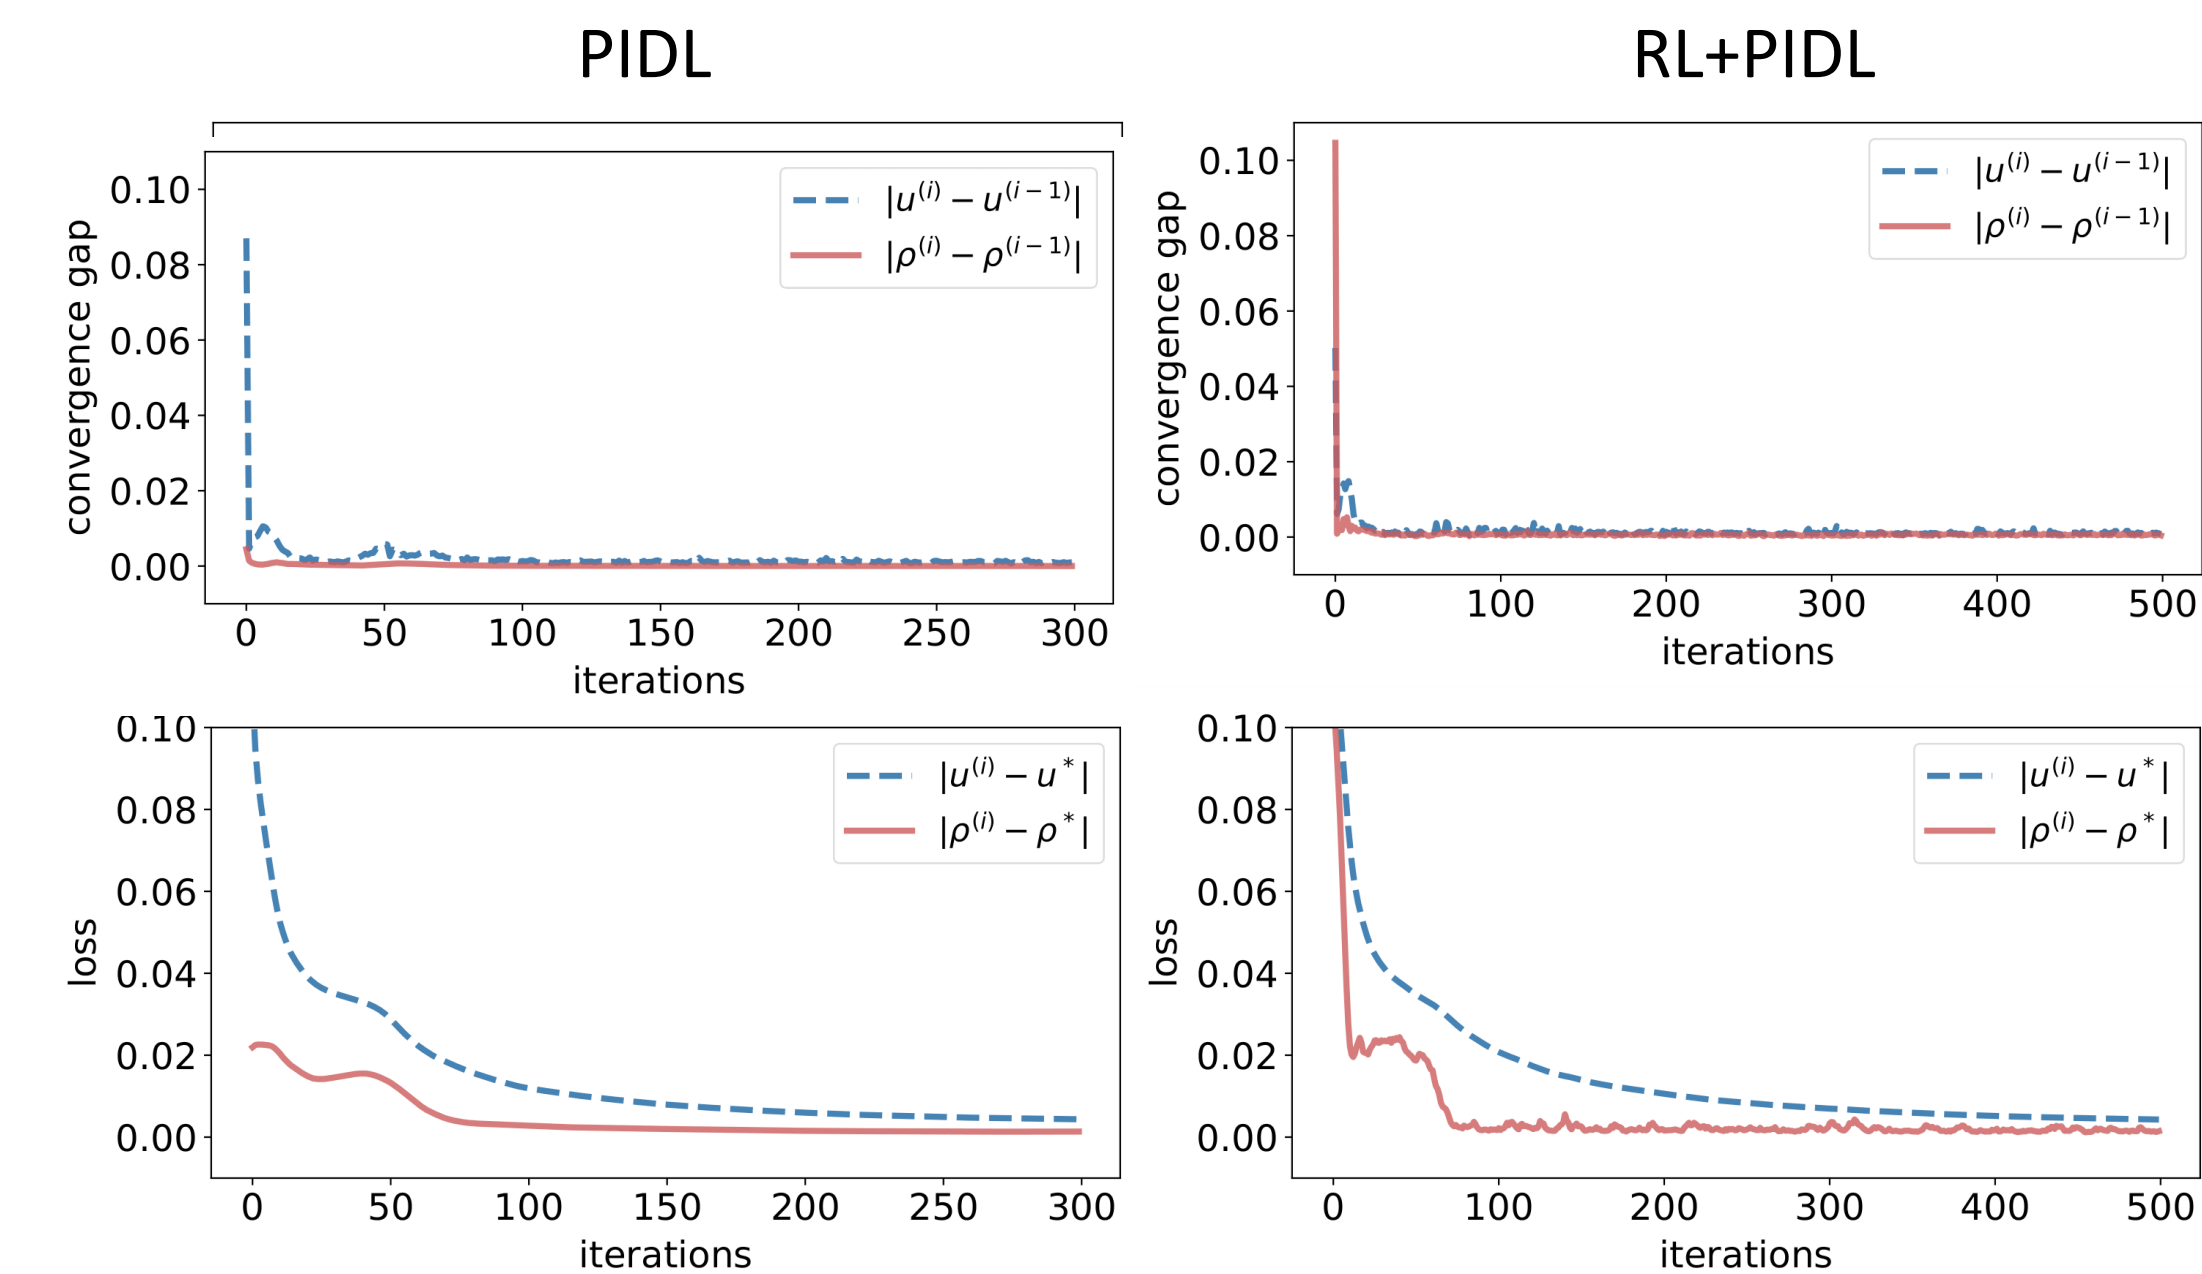 PIDL
RL+PIDL
convergence gap
0.10
0.08
0.06
0.04
0.02
0.00
|u^(i) − u^(i − 1)|
|ρ^(i) − ρ^(i − 1)|
0 50 100 150 200 250 300
iterations
convergence gap
0.10
0.08
0.06
0.04
0.02
0.00
|u^(i) − u^(i − 1)|
|ρ^(i) − ρ^(i − 1)|
0 100 200 300 400 500
iterations
loss
0.10
0.08
0.06
0.04
0.02
0.00
|u^(i) − u^*|
|ρ^(i) − ρ^*|
0 50 100 150 200 250 300
iterations
loss
0.10
0.08
0.06
0.04
0.02
0.00
|u^(i) − u^*|
|ρ^(i) − ρ^*|
0 100 200 300 400 500
iterations